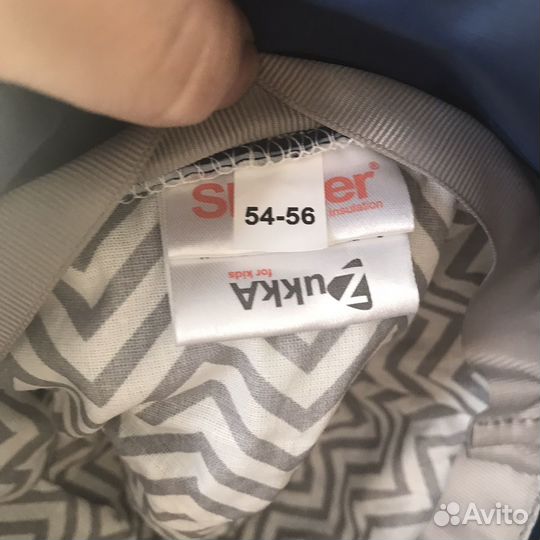 insulation
54-56
ZukkA
for kids
Avito